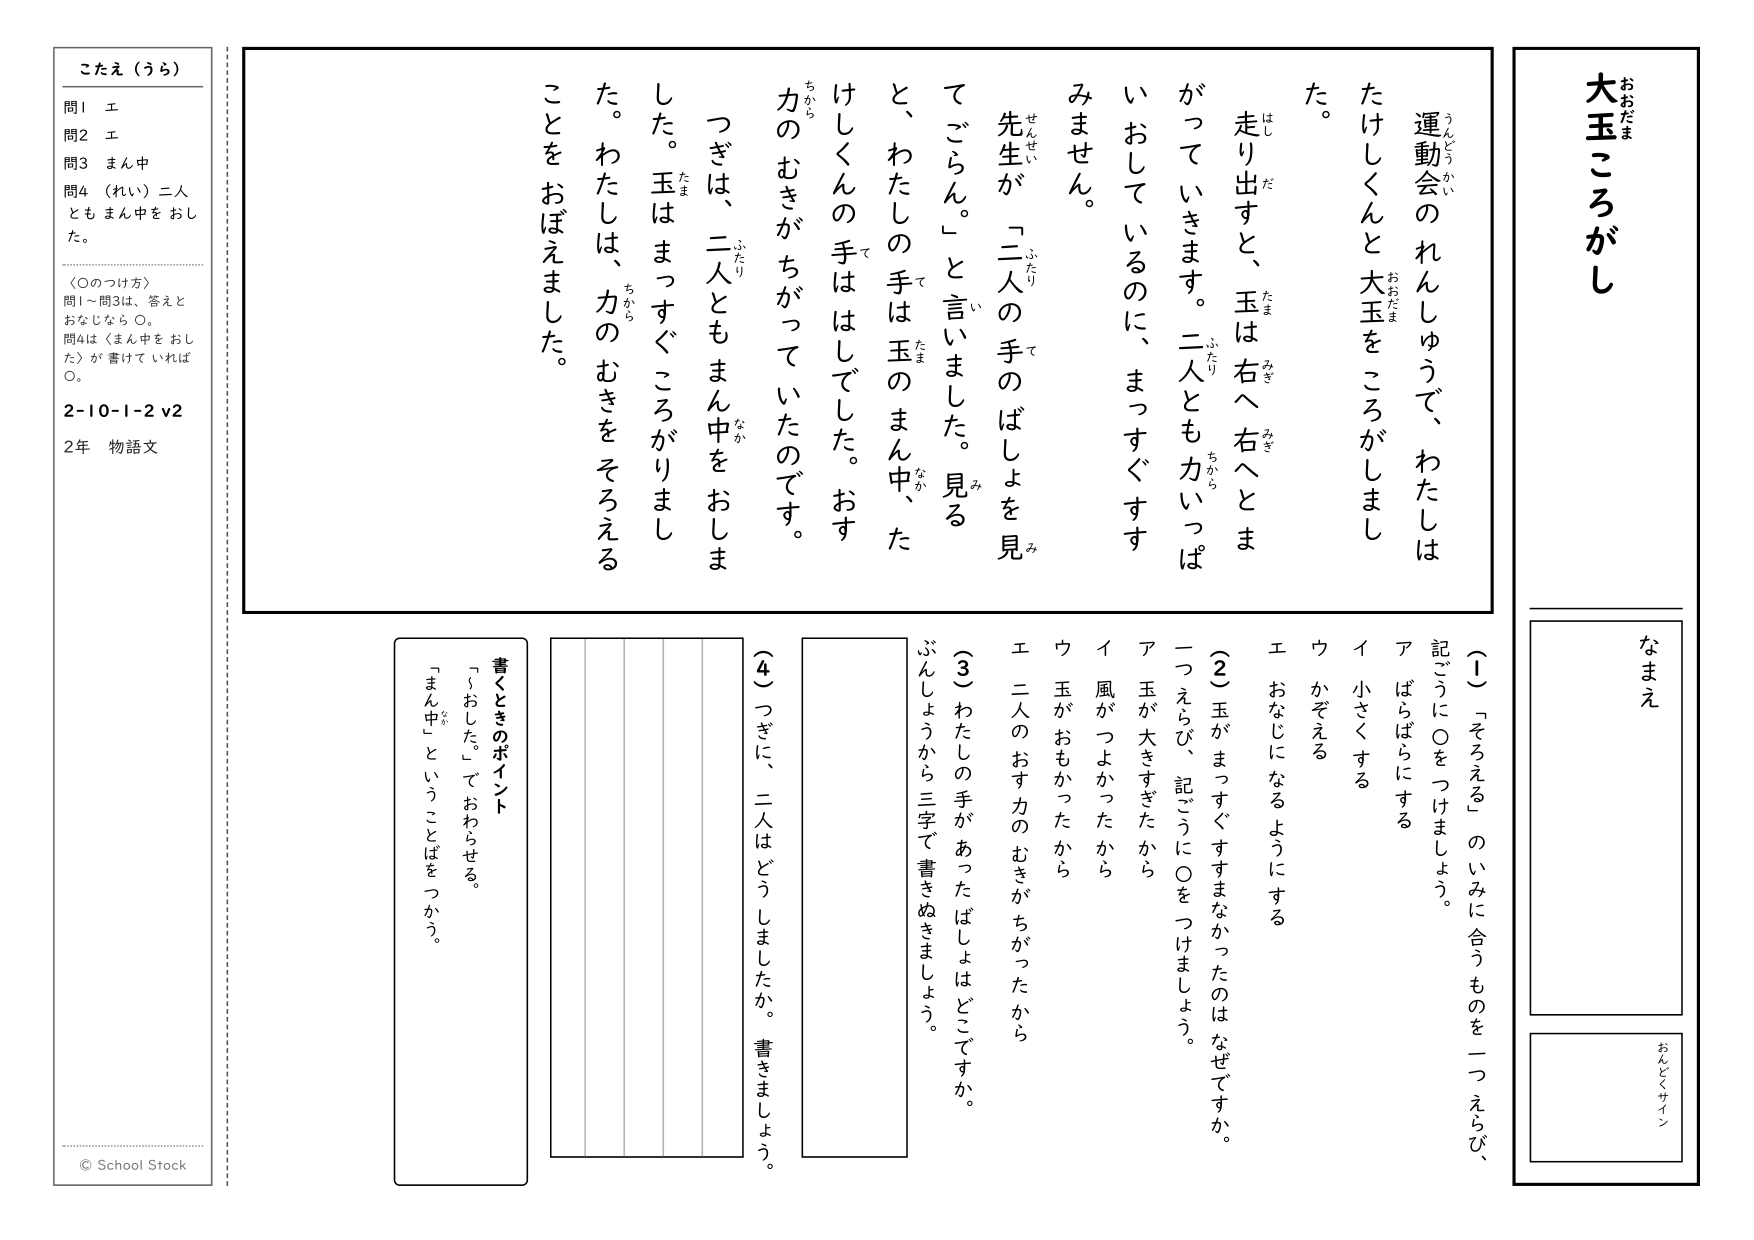 大玉ころがし
おおだま
なまえ
おんどくサイン
運動会の れんしゅうで、わたしは
たけしくんと 大玉を ころがしまし
た。
走り出すと、玉は 右へ 右へと ま
がって いきます。二人とも 力いっぱ
い おして いるのに、まっすぐ すす
みません。
先生が 「二人の 手の ばしょを 見
て ごらん。」と 言いました。見る
と、わたしの 手は 玉の まん中、た
けしくんの 手は はしでした。おす
力の むきが ちがって いたのです。
つぎは、二人とも まん中を おしま
した。玉は まっすぐ ころがりまし
た。わたしは、力の むきを そろえる
ことを おぼえました。
(1)「そろえる」 の いみに 合う ものを 一つ えらび、
記ごうに ○を つけましょう。
ア ばらばらに する
イ 小さく する
ウ かぞえる
エ おなじに なる ように する
(2) 玉が まっすぐ すすまなかったのは なぜですか。
一つ えらび、 記ごうに ○を つけましょう。
ア 玉が 大きすぎた から
イ 風が つよかった から
ウ 玉が おもかった から
エ 二人の おす 力の むきが ちがった から
(3) わたしの 手が あった ばしょは どこですか。
ぶんしょうから 三字で 書きぬきましょう。
(4) つぎに、 二人は どう しましたか。 書きましょう。
書くときのポイント
「〜おした。」で おわらせる。
「まん中」と いう ことばを つかう。
こたえ（うら）
問1 エ
問2 エ
問3 まん中
問4 （れい）二人
とも まん中を おし
た。
〈○のつけ方〉
問1～問3は、答えと
おなじなら ○。
問4は〈まん中を おし
た〉が 書けて いれば
○。
2-10-1-2 v2
2年 物語文
© School Stock